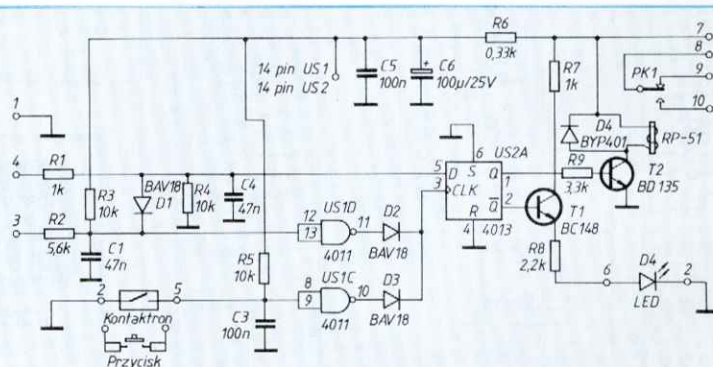 R6
0,33k
7
8
9
10
14 pin US1
14 pin US2
C5
100n
+
C6
100μ/25V
R7
1k
PK1
1
D4
BYP401
RP-51
4
R1
1k
R3
10k
BAV18
D1
R4
10k
C4
47n
6
US2A
5
D
S
Q
1
3
CLK
Q
2
R
4
4013
R9
3,3k
T2
BD135
T1
BC148
3
R2
5,6k
C1
47n
R5
10k
12
13
US1D
11
4011
D2
BAV18
8
9
US1C
10
4011
D3
BAV18
R8
2,2k
6
D4
LED
2
2
5
Kontaktron
Przycisk
C3
100n